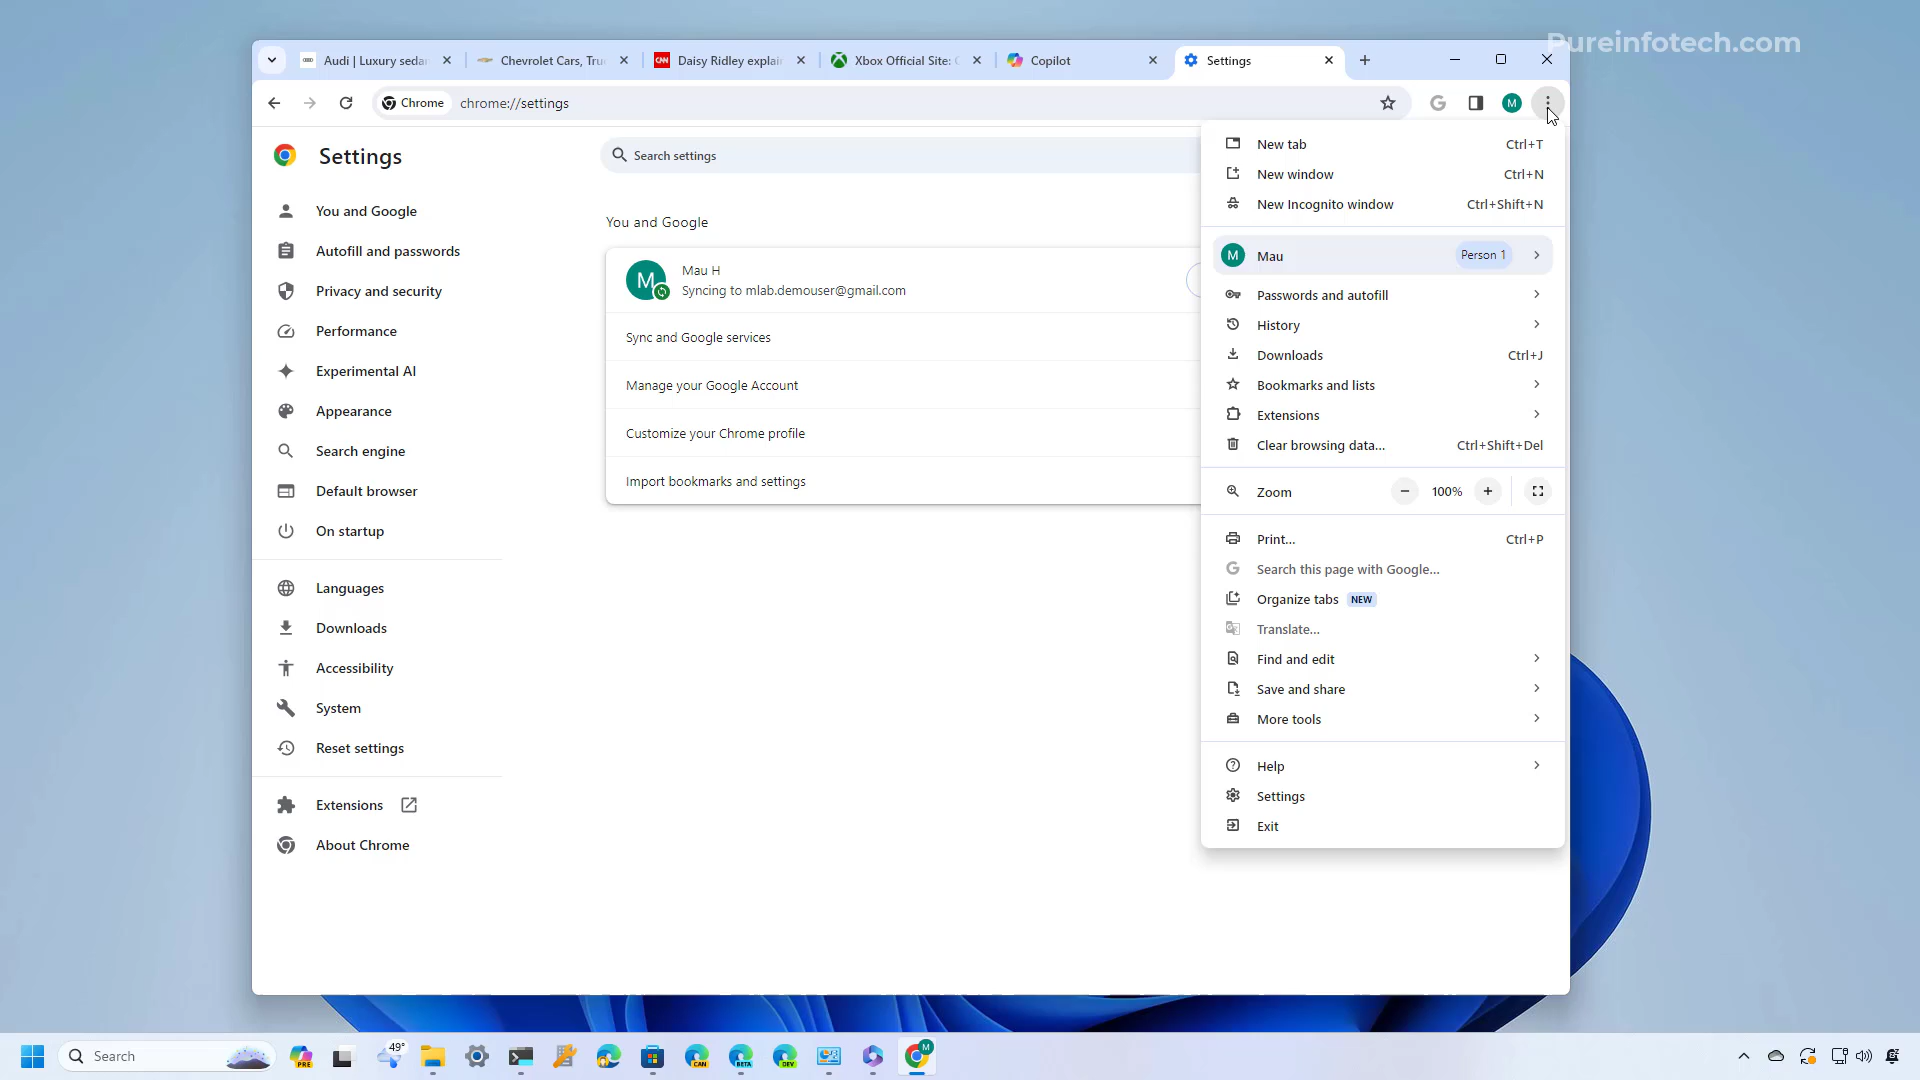 Pureinfotech.com
Audi | Luxury seda
Chevrolet Cars, Tru
CNN
Daisy Ridley explai
Xbox Official Site:
Copilot
Settings
Chrome
chrome://settings
G
M
Settings
Search settings
You and Google
Autofill and passwords
Privacy and security
Performance
Experimental AI
Appearance
Search engine
Default browser
On startup
Languages
Downloads
Accessibility
System
Reset settings
Extensions
About Chrome
You and Google
M
Mau H
Syncing to mlab.demouser@gmail.com
Sync and Google services
Manage your Google Account
Customize your Chrome profile
Import bookmarks and settings
New tab Ctrl+T
New window Ctrl+N
New Incognito window Ctrl+Shift+N
M Mau Person 1
Passwords and autofill
History
Downloads Ctrl+J
Bookmarks and lists
Extensions
Clear browsing data... Ctrl+Shift+Del
Zoom 100%
Print... Ctrl+P
G Search this page with Google...
Organize tabs NEW
Translate...
Find and edit
Save and share
More tools
Help
Settings
Exit
Search
PRE
49°
CAN
BETA
DEV
M